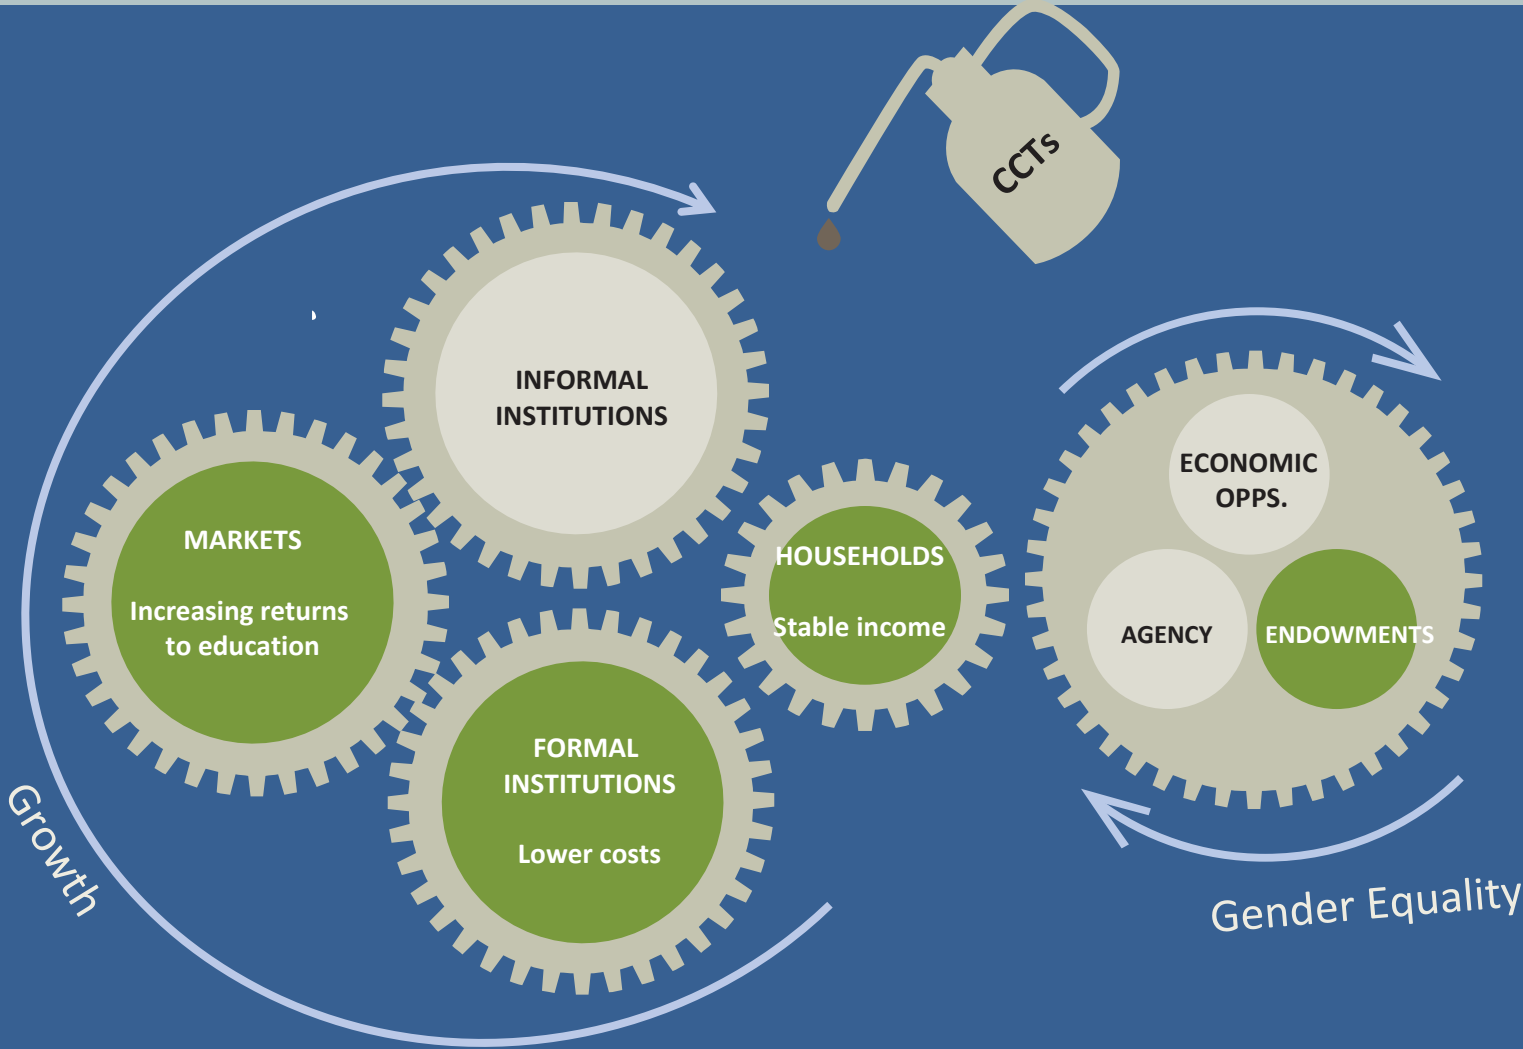 CCTs
INFORMAL
INSTITUTIONS
MARKETS
Increasing returns
to education
HOUSEHOLDS
Stable income
FORMAL
INSTITUTIONS
Lower costs
ECONOMIC
OPPS.
AGENCY
ENDOWMENTS
Growth
Gender Equality